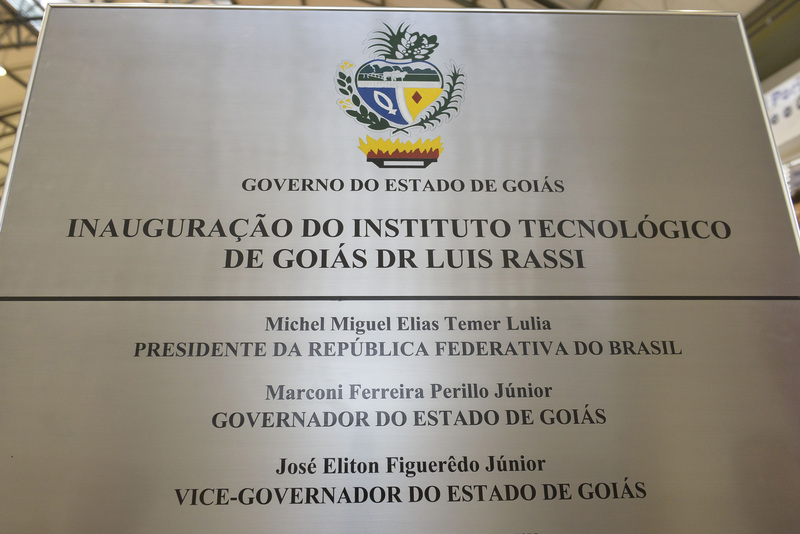 GOVERNO DO ESTADO DE GOIÁS
INAUGURAÇÃO DO INSTITUTO TECNOLÓGICO
DE GOIÁS DR LUIS RASSI
Michel Miguel Elias Temer Lulia
PRESIDENTE DA REPÚBLICA FEDERATIVA DO BRASIL
Marconi Ferreira Perillo Júnior
GOVERNADOR DO ESTADO DE GOIÁS
José Eliton Figuerêdo Júnior
VICE-GOVERNADOR DO ESTADO DE GOIÁS